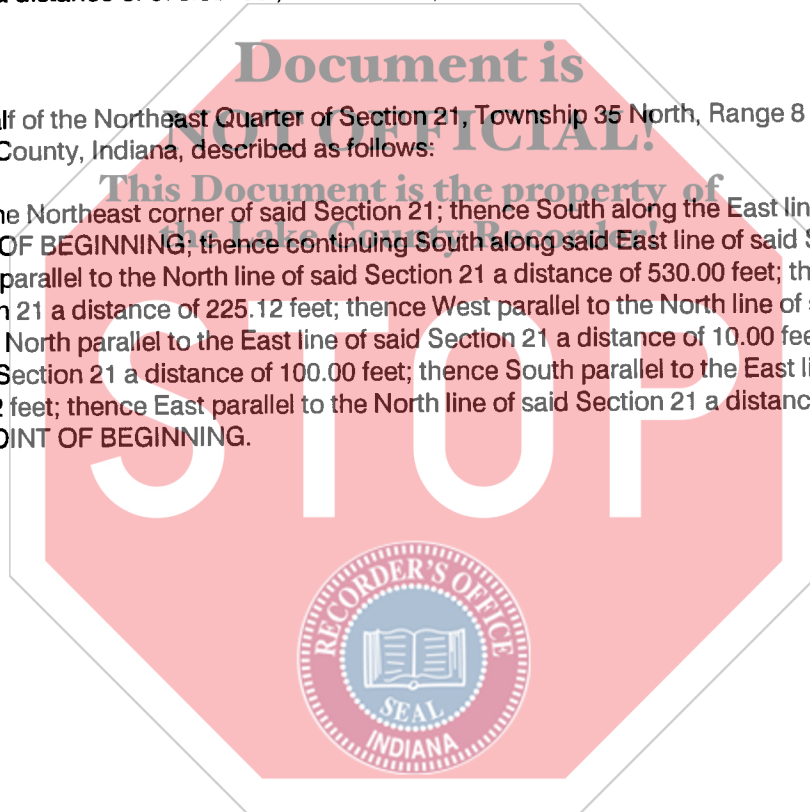 Document is
lf of the Northeast Quarter of Section 21, Township 35 North, Range 8
NOT OFFICIAL!
County, Indiana, described as follows:
This Document is the property of
ne Northeast corner of said Section 21; thence South along the East lin
the Lake County Recorder!
OF BEGINNING; thence continuing South along said East line of said S
parallel to the North line of said Section 21 a distance of 530.00 feet; th
n 21 a distance of 225.12 feet; thence West parallel to the North line of s
North parallel to the East line of said Section 21 a distance of 10.00 fee
Section 21 a distance of 100.00 feet; thence South parallel to the East li
2 feet; thence East parallel to the North line of said Section 21 a distanc
OINT OF BEGINNING.
STOP
RECORDER'S OFFICE
SEAL
INDIANA